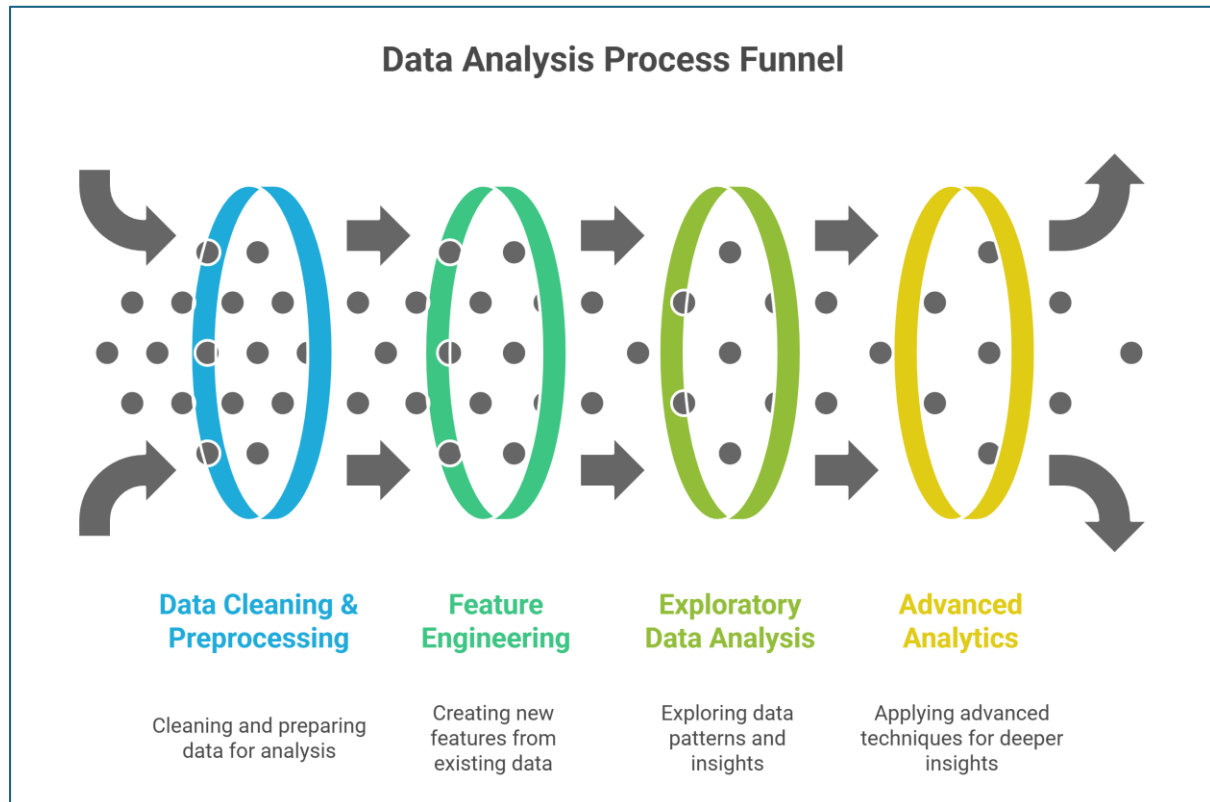 Data Analysis Process Funnel
Data Cleaning &
Preprocessing
Cleaning and preparing
data for analysis
Feature
Engineering
Creating new
features from
existing data
Exploratory
Data Analysis
Exploring data
patterns and
insights
Advanced
Analytics
Applying advanced
techniques for deeper
insights